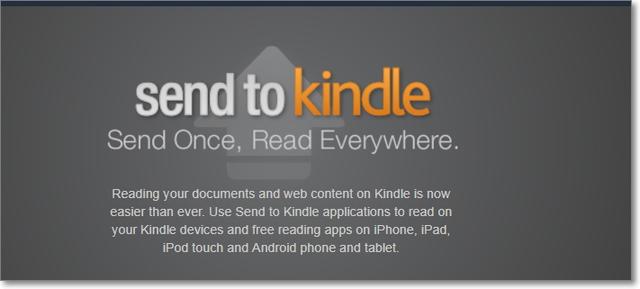 send to kindle
Send Once, Read Everywhere.
Reading your documents and web content on Kindle is now
easier than ever. Use Send to Kindle applications to read on
your Kindle devices and free reading apps on iPhone, iPad,
iPod touch and Android phone and tablet.